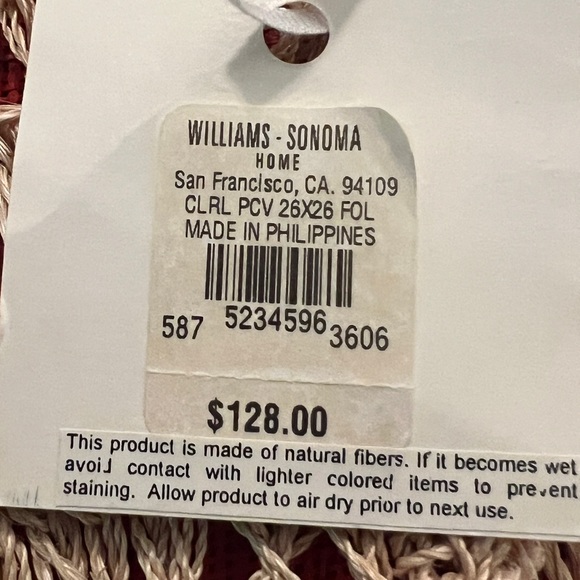 WILLIAMS - SONOMA
HOME
San Francisco, CA. 94109
CLRL PCV 26X26 FOL
MADE IN PHILIPPINES
587 5234596 3606
$128.00
This product is made of natural fibers. If it becomes wet
avoid contact with lighter colored items to prevent
staining. Allow product to air dry prior to next use.